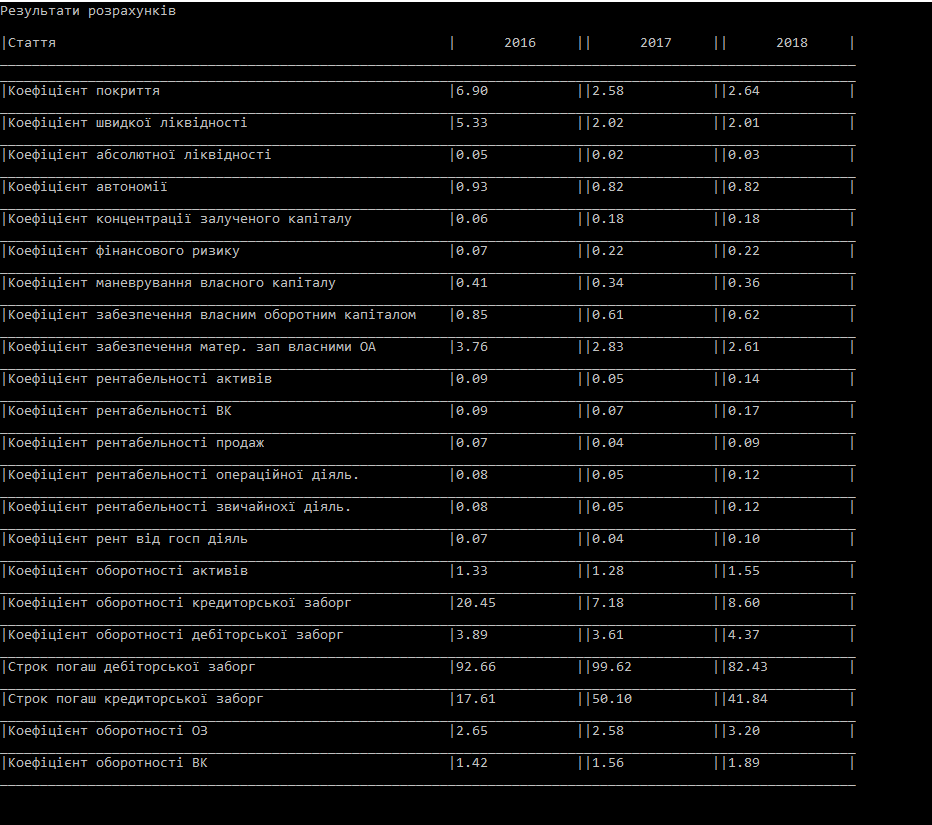 Результати розрахунків
|Стаття | 2016 || 2017 || 2018 |
|Коефіцієнт покриття |6.90 ||2.58 ||2.64 |
|Коефіцієнт швидкої ліквідності |5.33 ||2.02 ||2.01 |
|Коефіцієнт абсолютної ліквідності |0.05 ||0.02 ||0.03 |
|Коефіцієнт автономії |0.93 ||0.82 ||0.82 |
|Коефіцієнт концентрації залученого капіталу |0.06 ||0.18 ||0.18 |
|Коефіцієнт фінансового ризику |0.07 ||0.22 ||0.22 |
|Коефіцієнт маневрування власного капіталу |0.41 ||0.34 ||0.36 |
|Коефіцієнт забезпечення власним оборотним капіталом |0.85 ||0.61 ||0.62 |
|Коефіцієнт забезпечення матер. зап власними ОА |3.76 ||2.83 ||2.61 |
|Коефіцієнт рентабельності активів |0.09 ||0.05 ||0.14 |
|Коефіцієнт рентабельності ВК |0.09 ||0.07 ||0.17 |
|Коефіцієнт рентабельності продаж |0.07 ||0.04 ||0.09 |
|Коефіцієнт рентабельності операційної діяль. |0.08 ||0.05 ||0.12 |
|Коефіцієнт рентабельності звичайнохї діяль. |0.08 ||0.05 ||0.12 |
|Коефіцієнт рент від госп діяль |0.07 ||0.04 ||0.10 |
|Коефіцієнт оборотності активів |1.33 ||1.28 ||1.55 |
|Коефіцієнт оборотності кредиторської заборг |20.45 ||7.18 ||8.60 |
|Коефіцієнт оборотності дебіторської заборг |3.89 ||3.61 ||4.37 |
|Строк погаш дебіторської заборг |92.66 ||99.62 ||82.43 |
|Строк погаш кредиторської заборг |17.61 ||50.10 ||41.84 |
|Коефіцієнт оборотності ОЗ |2.65 ||2.58 ||3.20 |
|Коефіцієнт оборотності ВК |1.42 ||1.56 ||1.89 |